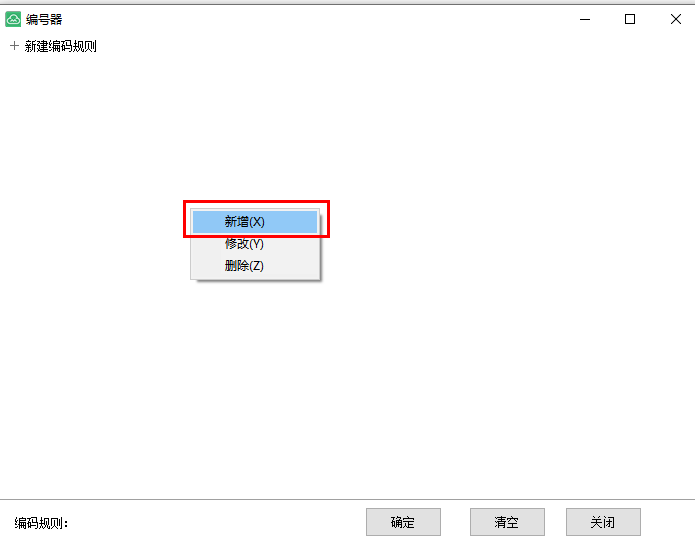 编号器
+ 新建编码规则
新增(X)
修改(Y)
删除(Z)
编码规则： 确定 清空 关闭